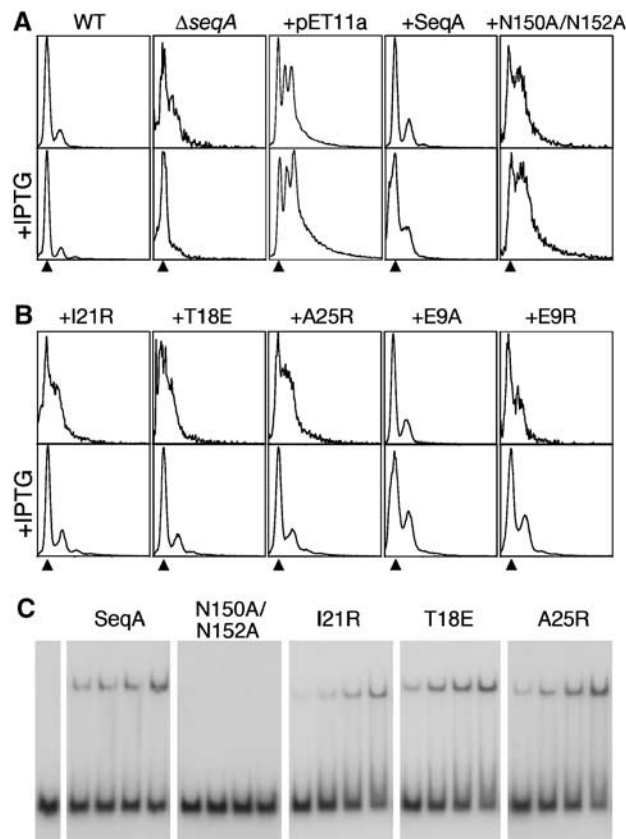 A
WT ΔseqA +pET11a +SeqA +N150A/N152A
+IPTG
B
+I21R +T18E +A25R +E9A +E9R
+IPTG
C
SeqA N150A/ I21R T18E A25R
N152A